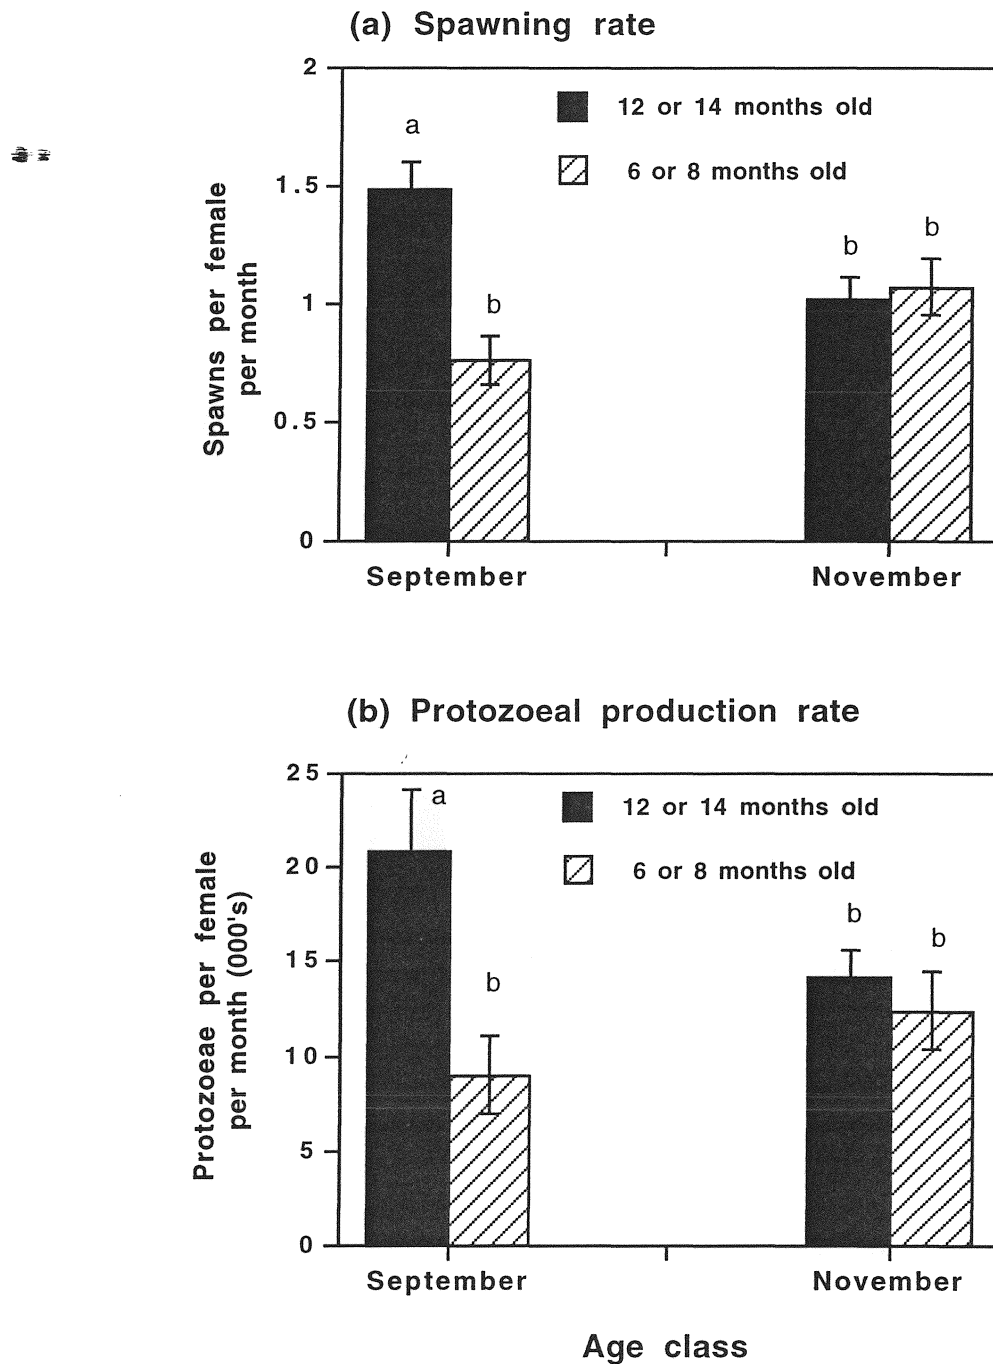 (a) Spawning rate
2
1.5
1
0.5
0
Spawns per female
per month
12 or 14 months old
6 or 8 months old
a
b
b
b
September
November
(b) Protozoeal production rate
25
20
15
10
5
0
Protozoeae per female
per month (000's)
12 or 14 months old
6 or 8 months old
a
b
b
b
September
November
Age class